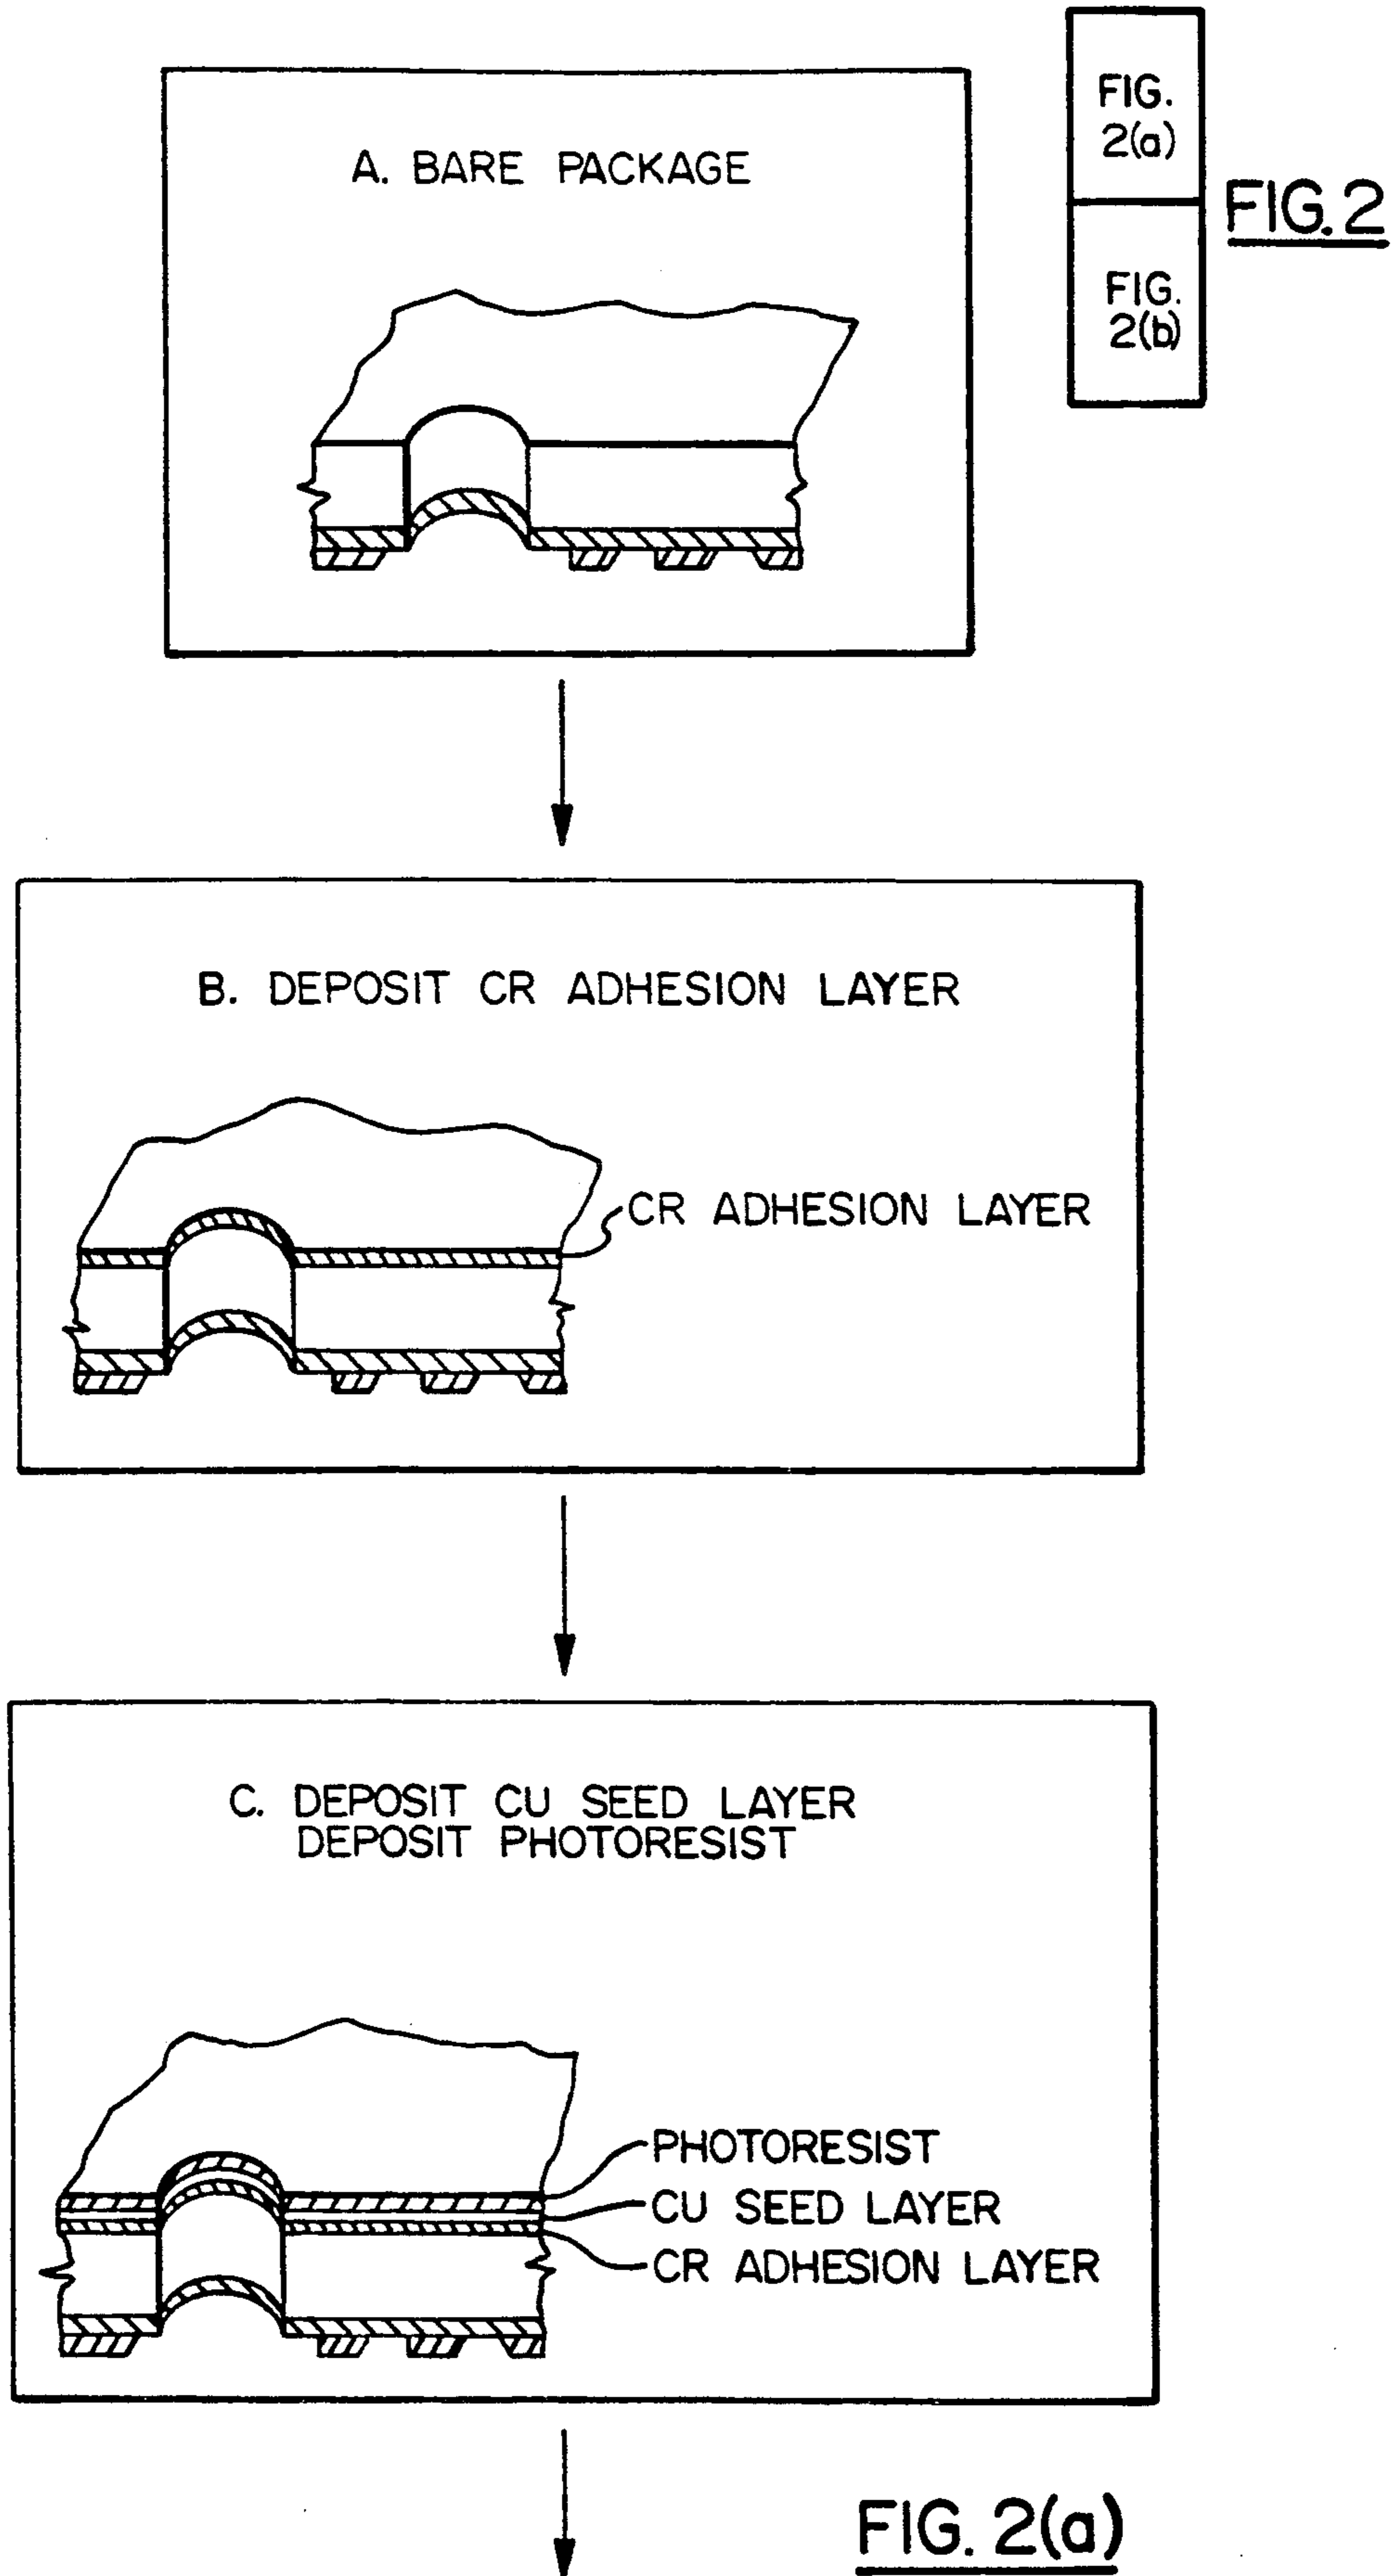 FIG.
2(a)
FIG.
2(b)
FIG. 2
A. BARE PACKAGE
B. DEPOSIT CR ADHESION LAYER
CR ADHESION LAYER
C. DEPOSIT CU SEED LAYER
DEPOSIT PHOTORESIST
PHOTORESIST
CU SEED LAYER
CR ADHESION LAYER
FIG. 2(a)